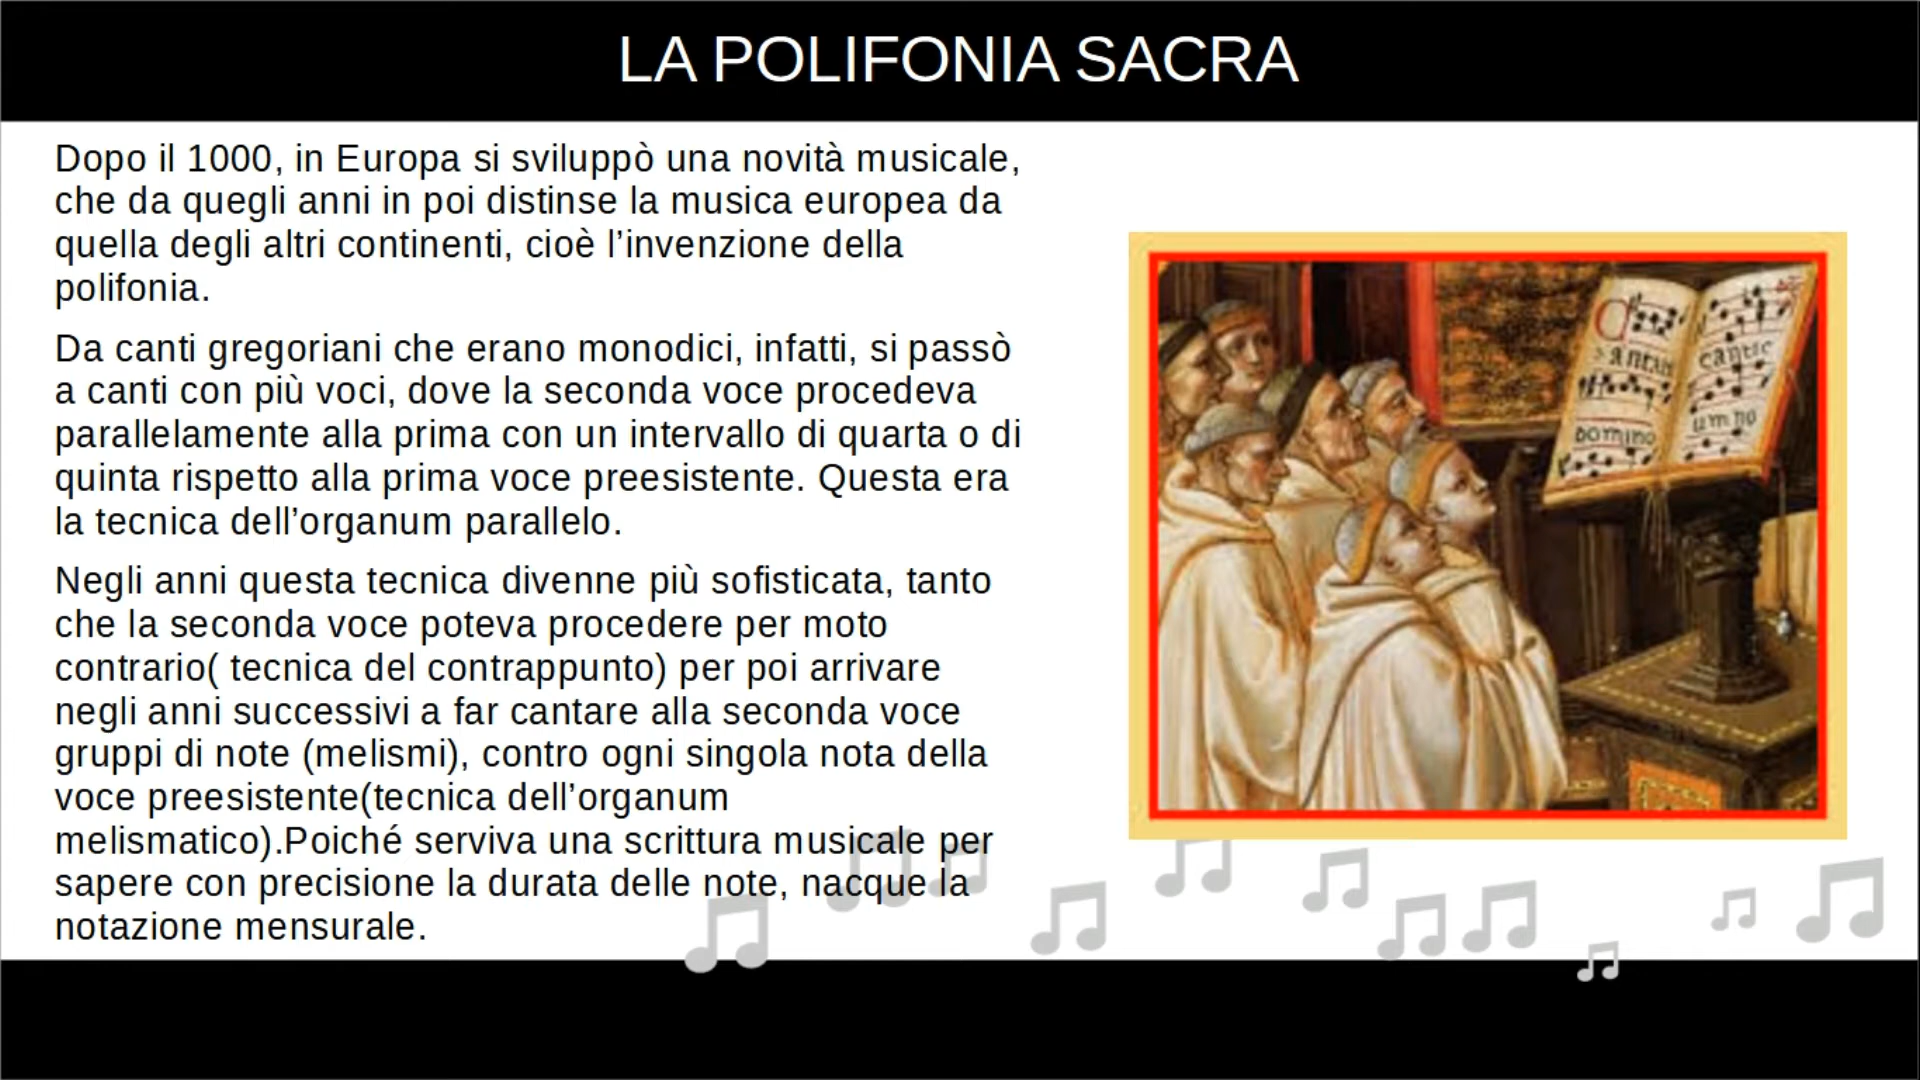 LA POLIFONIA SACRA
Dopo il 1000, in Europa si sviluppò una novità musicale,
che da quegli anni in poi distinse la musica europea da
quella degli altri continenti, cioè l’invenzione della
polifonia.
Da canti gregoriani che erano monodici, infatti, si passò
a canti con più voci, dove la seconda voce procedeva
parallelamente alla prima con un intervallo di quarta o di
quinta rispetto alla prima voce preesistente. Questa era
la tecnica dell’organum parallelo.
Negli anni questa tecnica divenne più sofisticata, tanto
che la seconda voce poteva procedere per moto
contrario( tecnica del contrappunto) per poi arrivare
negli anni successivi a far cantare alla seconda voce
gruppi di note (melismi), contro ogni singola nota della
voce preesistente(tecnica dell’organum
melismatico).Poiché serviva una scrittura musicale per
sapere con precisione la durata delle note, nacque la
notazione mensurale.
cantic
Domino